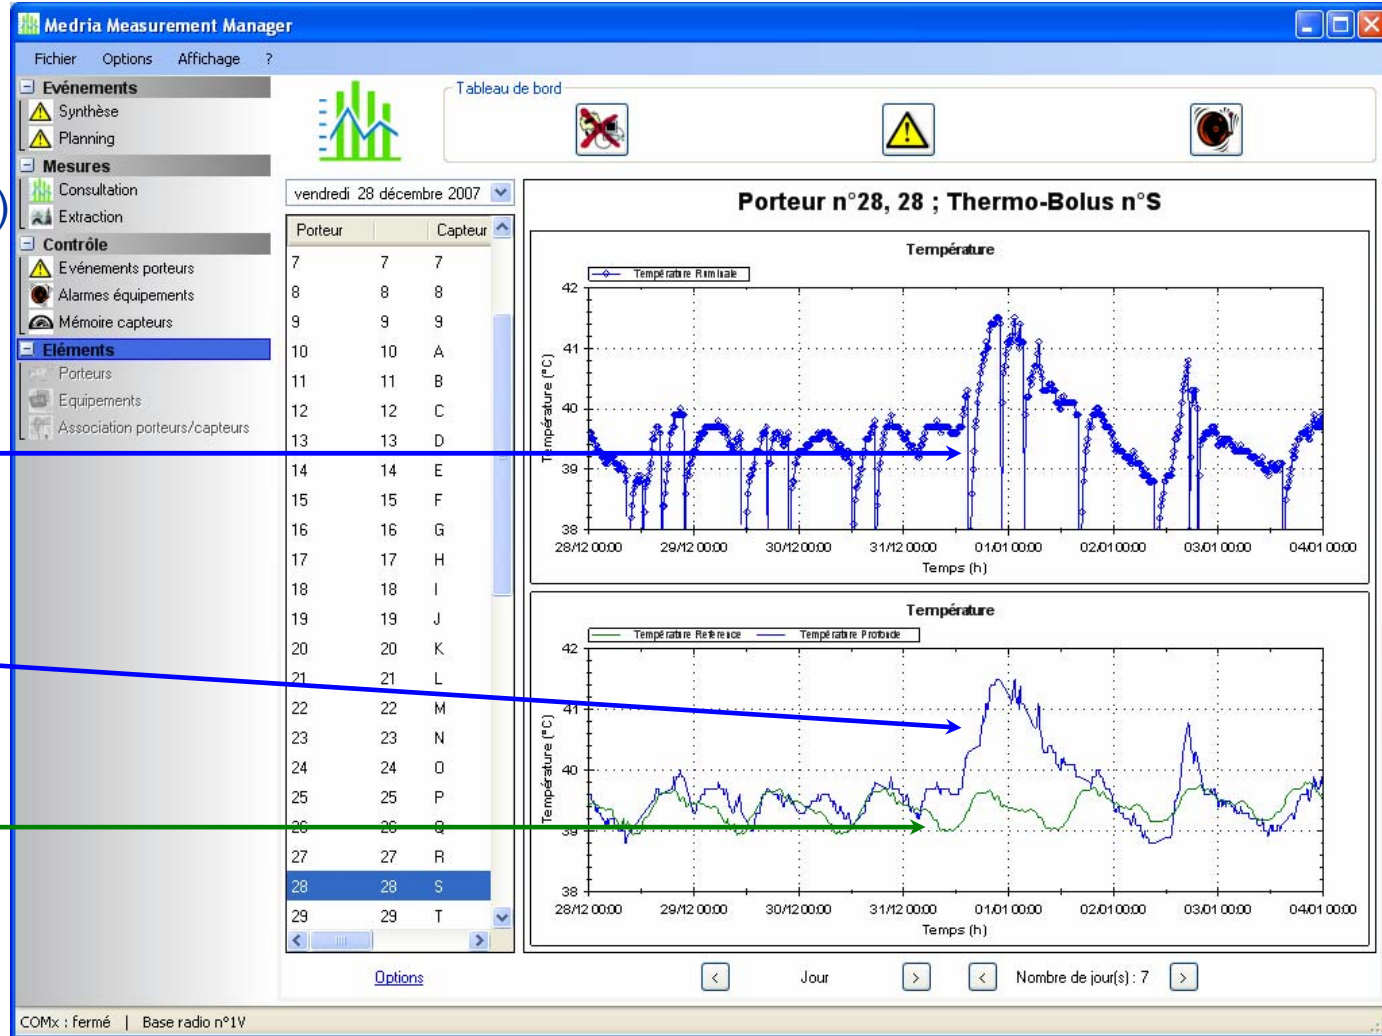 Medria Measurement Manager
Fichier Options Affichage ?
Evénements
Synthèse
Planning
Mesures
Consultation
Extraction
Contrôle
Evénements porteurs
Alarmes équipements
Mémoire capteurs
Eléments
Porteurs
Equipements
Association porteurs/capteurs
)
Tableau de bord
vendredi 28 décembre 2007
Porteur Capteur
7 7 7
8 8 8
9 9 9
10 10 A
11 11 B
12 12 C
13 13 D
14 14 E
15 15 F
16 16 G
17 17 H
18 18 I
19 19 J
20 20 K
21 21 L
22 22 M
23 23 N
24 24 O
25 25 P
26 26 Q
27 27 R
28 28 S
29 29 T
Options
Porteur n°28, 28 ; Thermo-Bolus n°S
Température
Température Ruminale
Température (°C)
42
41
40
39
38
28/12 00:00 29/12 00:00 30/12 00:00 31/12 00:00 01/01 00:00 02/01 00:00 03/01 00:00 04/01 00:00
Temps (h)
Température
Température Référence Température Profonde
Température (°C)
42
41
40
39
38
28/12 00:00 29/12 00:00 30/12 00:00 31/12 00:00 01/01 00:00 02/01 00:00 03/01 00:00 04/01 00:00
Temps (h)
< Jour > < Nombre de jour(s) : 7 >
COMx : fermé | Base radio n°1V